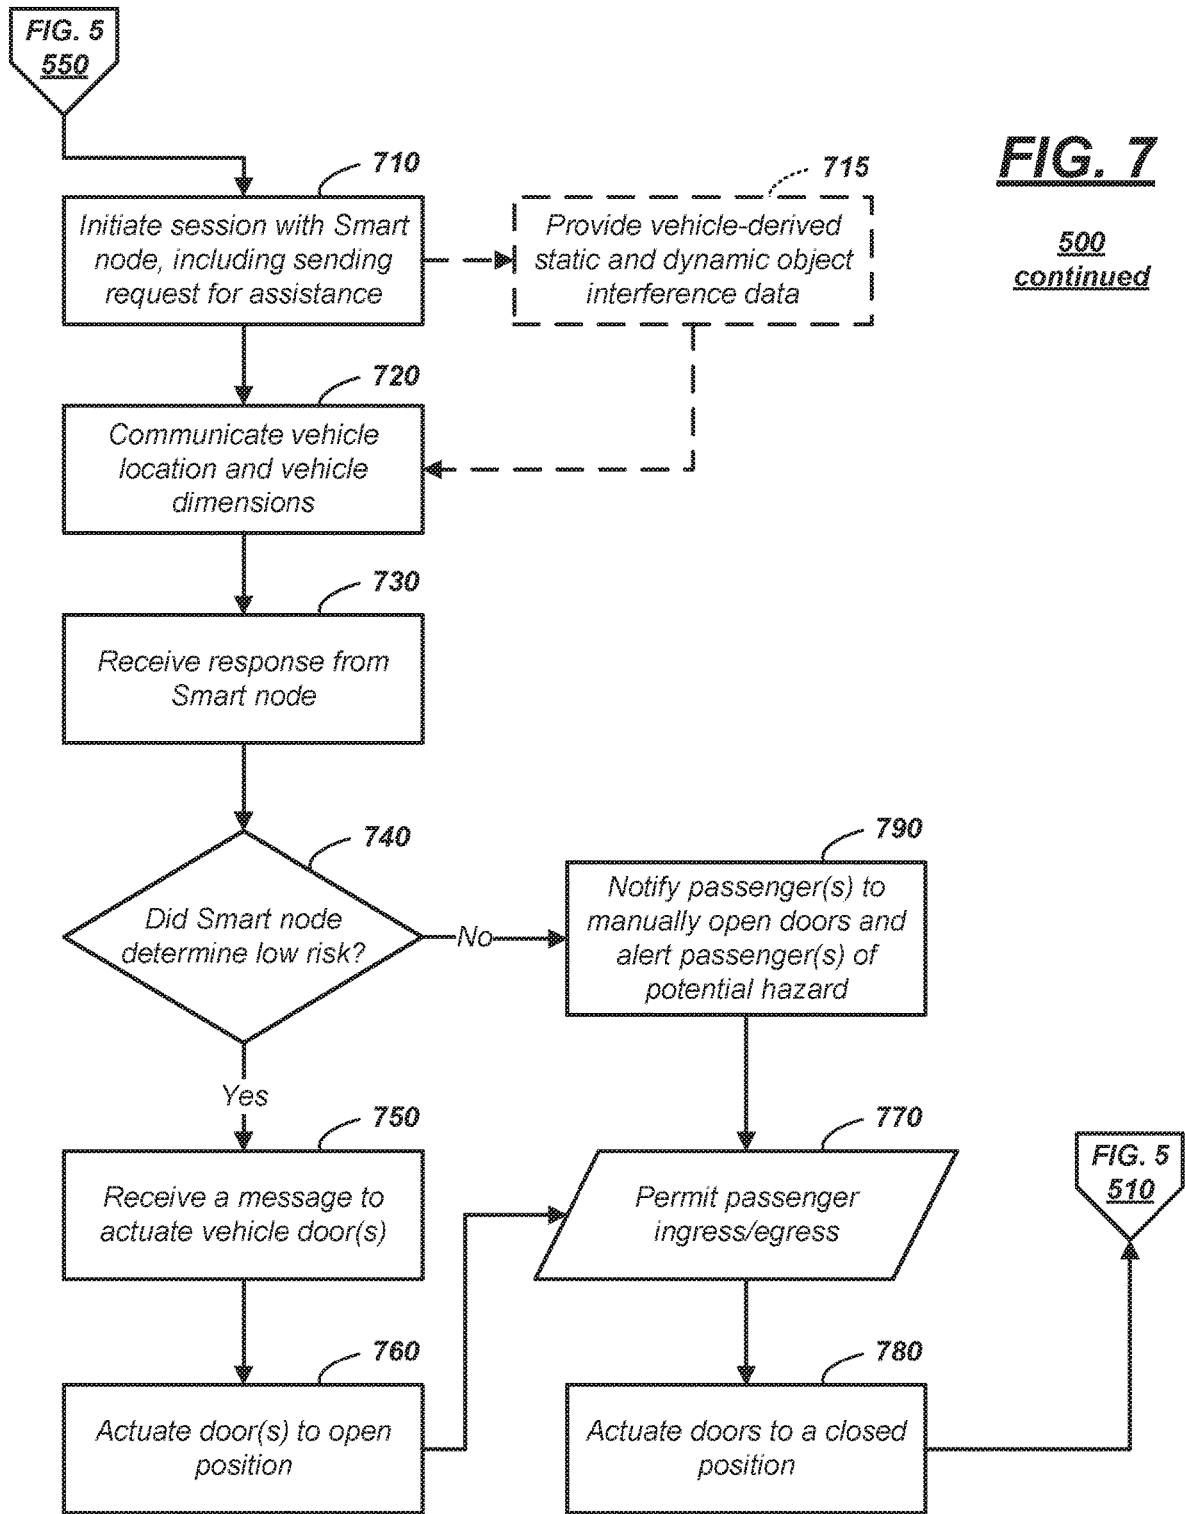 FIG. 5
550
FIG. 7
500
continued
710
Initiate session with Smart
node, including sending
request for assistance
715
Provide vehicle-derived
static and dynamic object
interference data
720
Communicate vehicle
location and vehicle
dimensions
730
Receive response from
Smart node
740
Did Smart node
determine low risk?
No
790
Notify passenger(s) to
manually open doors and
alert passenger(s) of
potential hazard
Yes
750
Receive a message to
actuate vehicle door(s)
770
Permit passenger
ingress/egress
FIG. 5
510
760
Actuate door(s) to open
position
780
Actuate doors to a closed
position